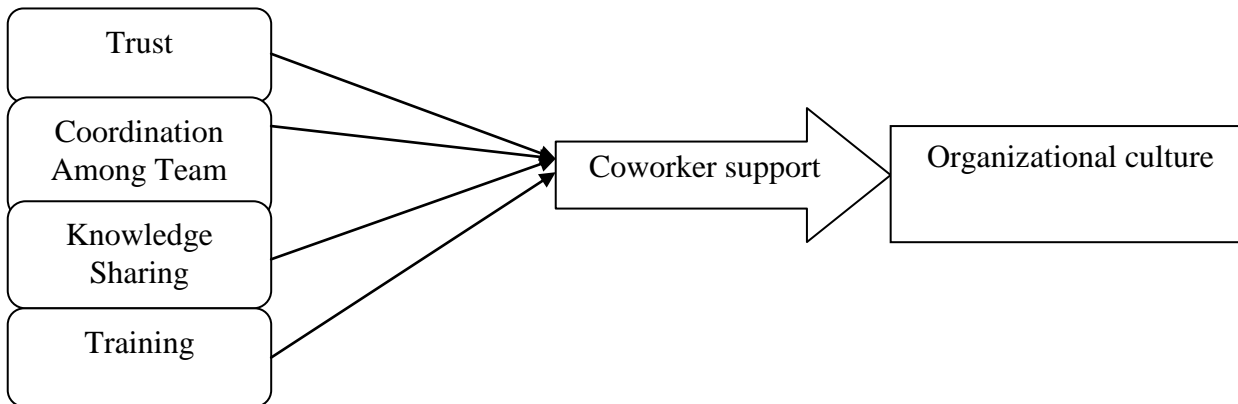 Trust
Coordination
Among Team
Knowledge
Sharing
Training
Coworker support
Organizational culture